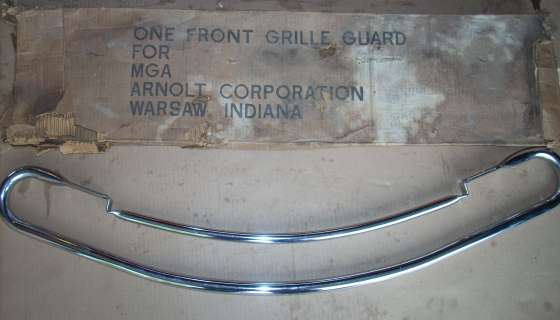 ONE FRONT GRILLE GUARD
FOR
MGA
ARNOLT CORPORATION
WARSAW, INDIANA